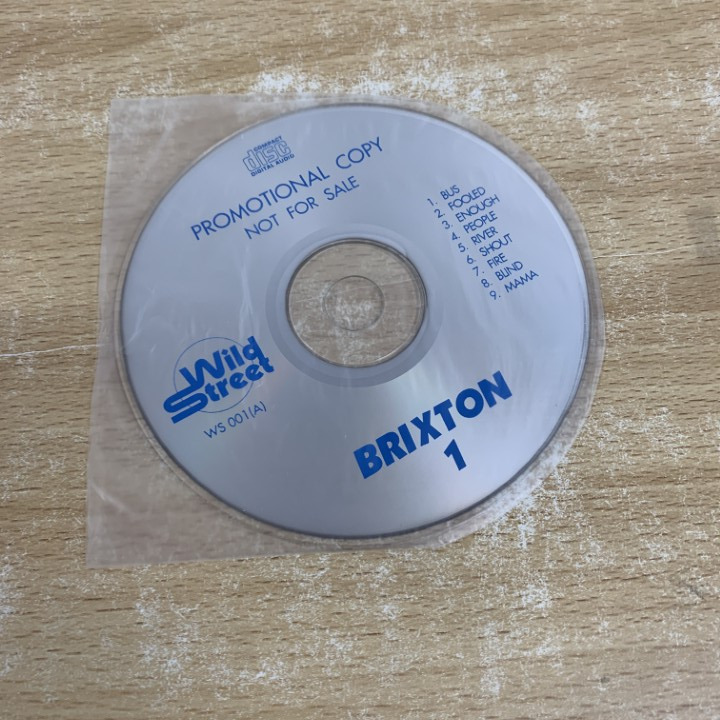 COMPACT
disc
DIGITAL AUDIO
PROMOTIONAL COPY
NOT FOR SALE
1. BUS
2. FOOLED
3. ENOUGH
4. PEOPLE
5. RIVER
6. SHOUT
7. FIRE
8. BLIND
9. MAMA
Wild
Street
WS 001(A)
BRIXTON
1